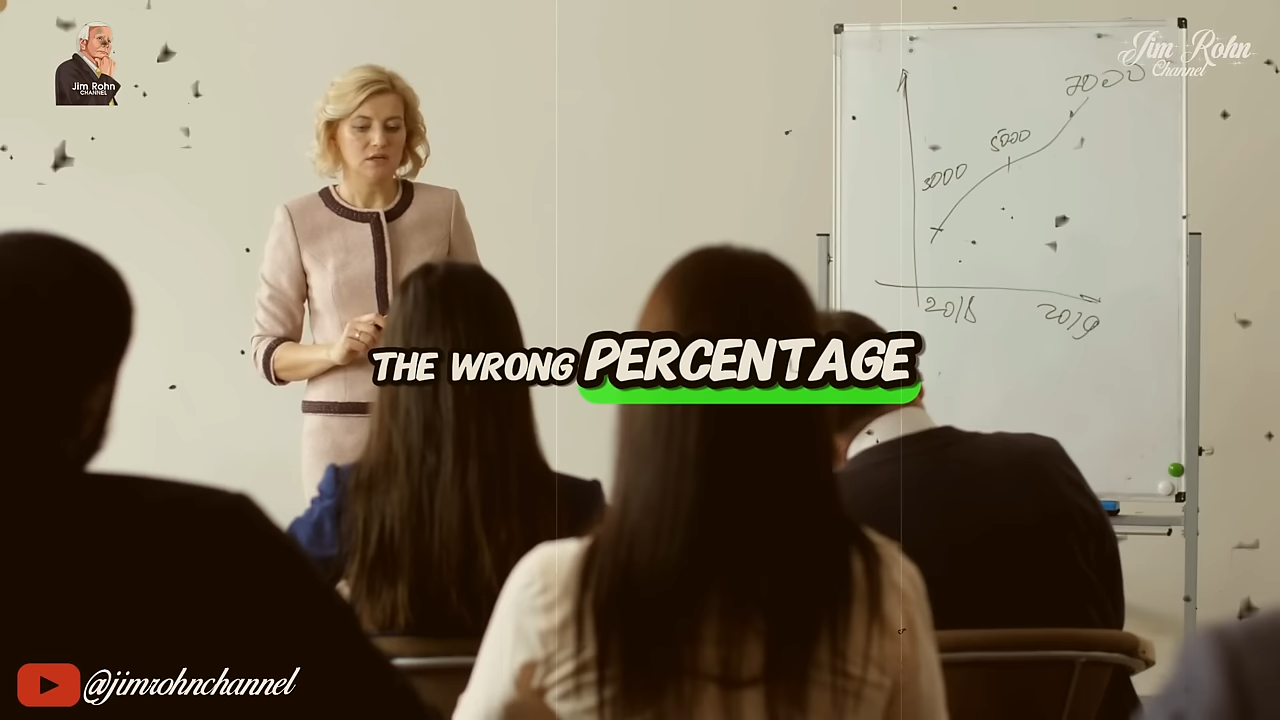 Jim Rohn
CHANNEL
Jim Rohn
Channel
7000
5000
3000
2018
2019
THE WRONG PERCENTAGE
@jimrohnchannel